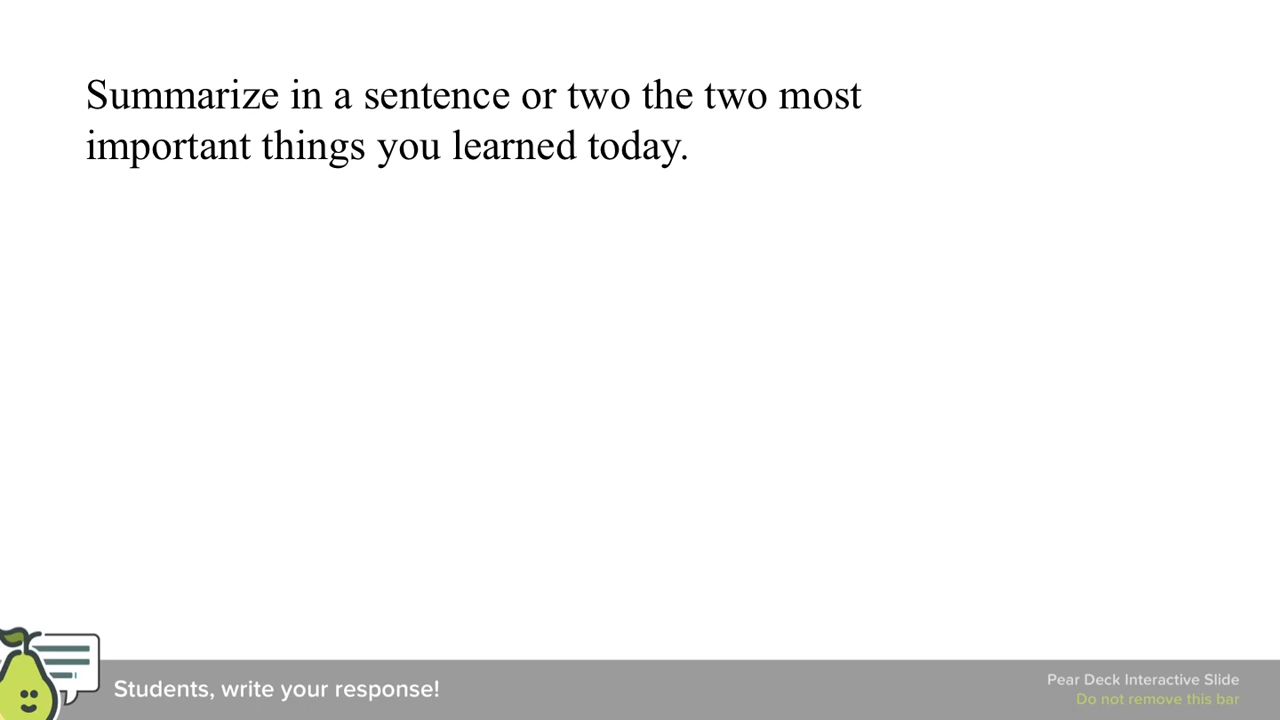 Summarize in a sentence or two the two most
important things you learned today.
Students, write your response!
Pear Deck Interactive Slide
Do not remove this bar